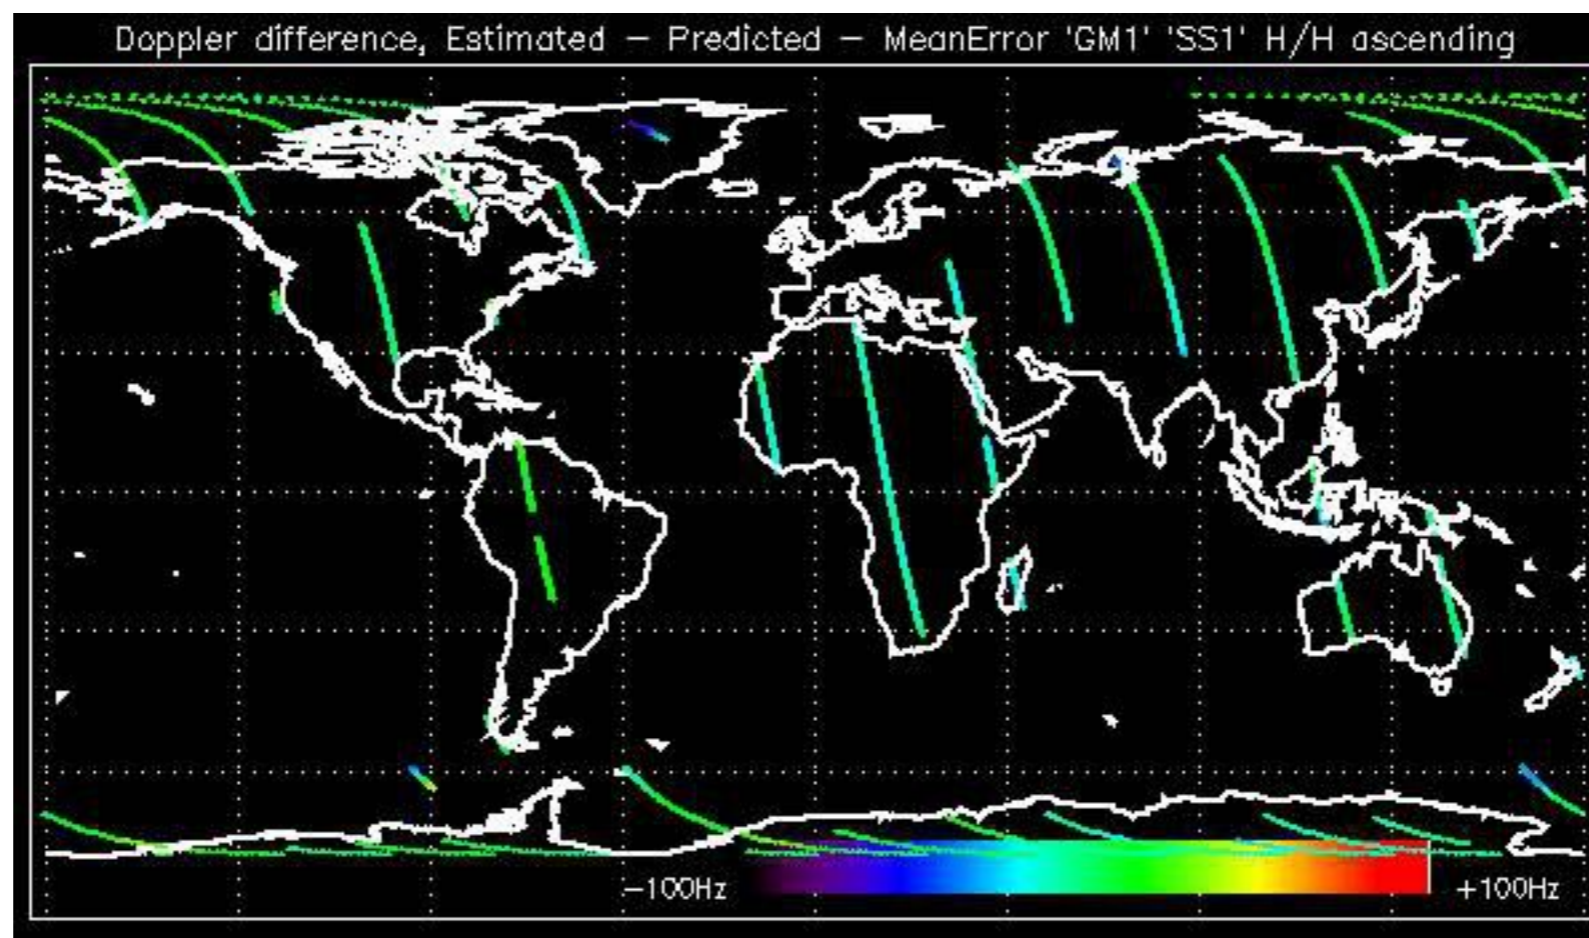 Doppler difference, Estimated – Predicted – MeanError 'GM1' 'SS1' H/H ascending
–100Hz
+100Hz